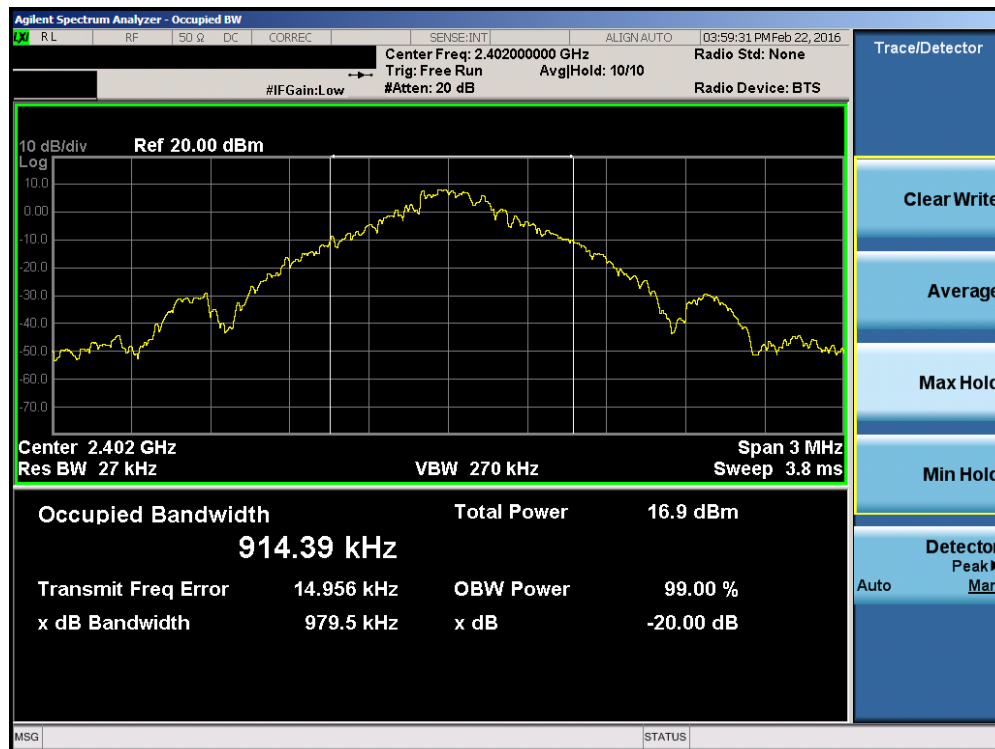 Agilent Spectrum Analyzer - Occupied BW
LXI RL RF 50 Ω DC CORREC SENSE:INT ALIGN AUTO 03:59:31 PM Feb 22, 2016
Center Freq: 2.402000000 GHz Radio Std: None
Trig: Free Run Avg|Hold: 10/10
#IFGain:Low #Atten: 20 dB Radio Device: BTS
10 dB/div Ref 20.00 dBm
Log
10.0
0.00
-10.0
-20.0
-30.0
-40.0
-50.0
-60.0
-70.0
Center 2.402 GHz Span 3 MHz
Res BW 27 kHz VBW 270 kHz Sweep 3.8 ms
Occupied Bandwidth Total Power 16.9 dBm
914.39 kHz
Transmit Freq Error 14.956 kHz OBW Power 99.00 %
x dB Bandwidth 979.5 kHz x dB -20.00 dB
MSG STATUS
Trace/Detector
Clear Write
Average
Max Hold
Min Hold
Detector
Peak
Auto Man